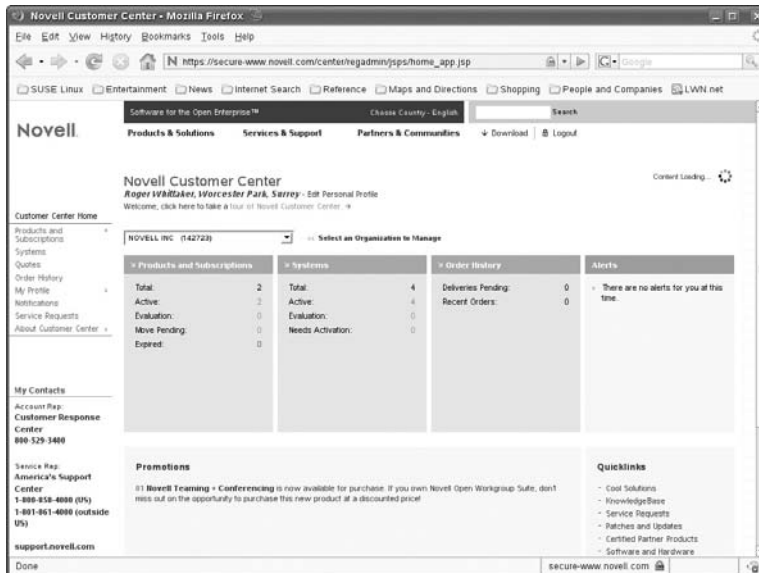 Novell Customer Center - Mozilla Firefox
File Edit View History Bookmarks Tools Help
N https://secure-www.novell.com/center/regadmin/jsps/home_app.jsp
G Google
SUSE Linux Entertainment News Internet Search Reference Maps and Directions Shopping People and Companies LWN.net
Novell
Software for the Open Enterprise™ Choose Country - English Search
Products & Solutions Services & Support Partners & Communities Download Logout
Novell Customer Center
Content Loading...
Roger Whittaker, Worcester Park, Surrey - Edit Personal Profile
Welcome, click here to take a tour of Novell Customer Center. →
NOVELL INC (142723) << Select an Organization to Manage
Customer Center Home
Products and Subscriptions
Systems
Quotes
Order History
My Profile
Notifications
Service Requests
About Customer Center
> Products and Subscriptions
Total: 2
Active: 2
Evaluation: 0
Move Pending: 0
Expired: 0
> Systems
Total: 4
Active: 4
Evaluation: 0
Needs Activation: 0
> Order History
Deliveries Pending: 0
Recent Orders: 0
Alerts
There are no alerts for you at this
time.
My Contacts
Account Rep:
Customer Response
Center
800-529-3400
Service Rep:
America's Support
Center
1-800-858-4000 (US)
1-801-861-4000 (outside
US)
support.novell.com
Promotions
#1 Novell Teaming + Conferencing is now available for purchase. If you own Novell Open Workgroup Suite, don't
miss out on the opportunity to purchase this new product at a discounted price!
Quicklinks
- Cool Solutions
- KnowledgeBase
- Service Requests
- Patches and Updates
- Certified Partner Products
- Software and Hardware
Done secure-www.novell.com